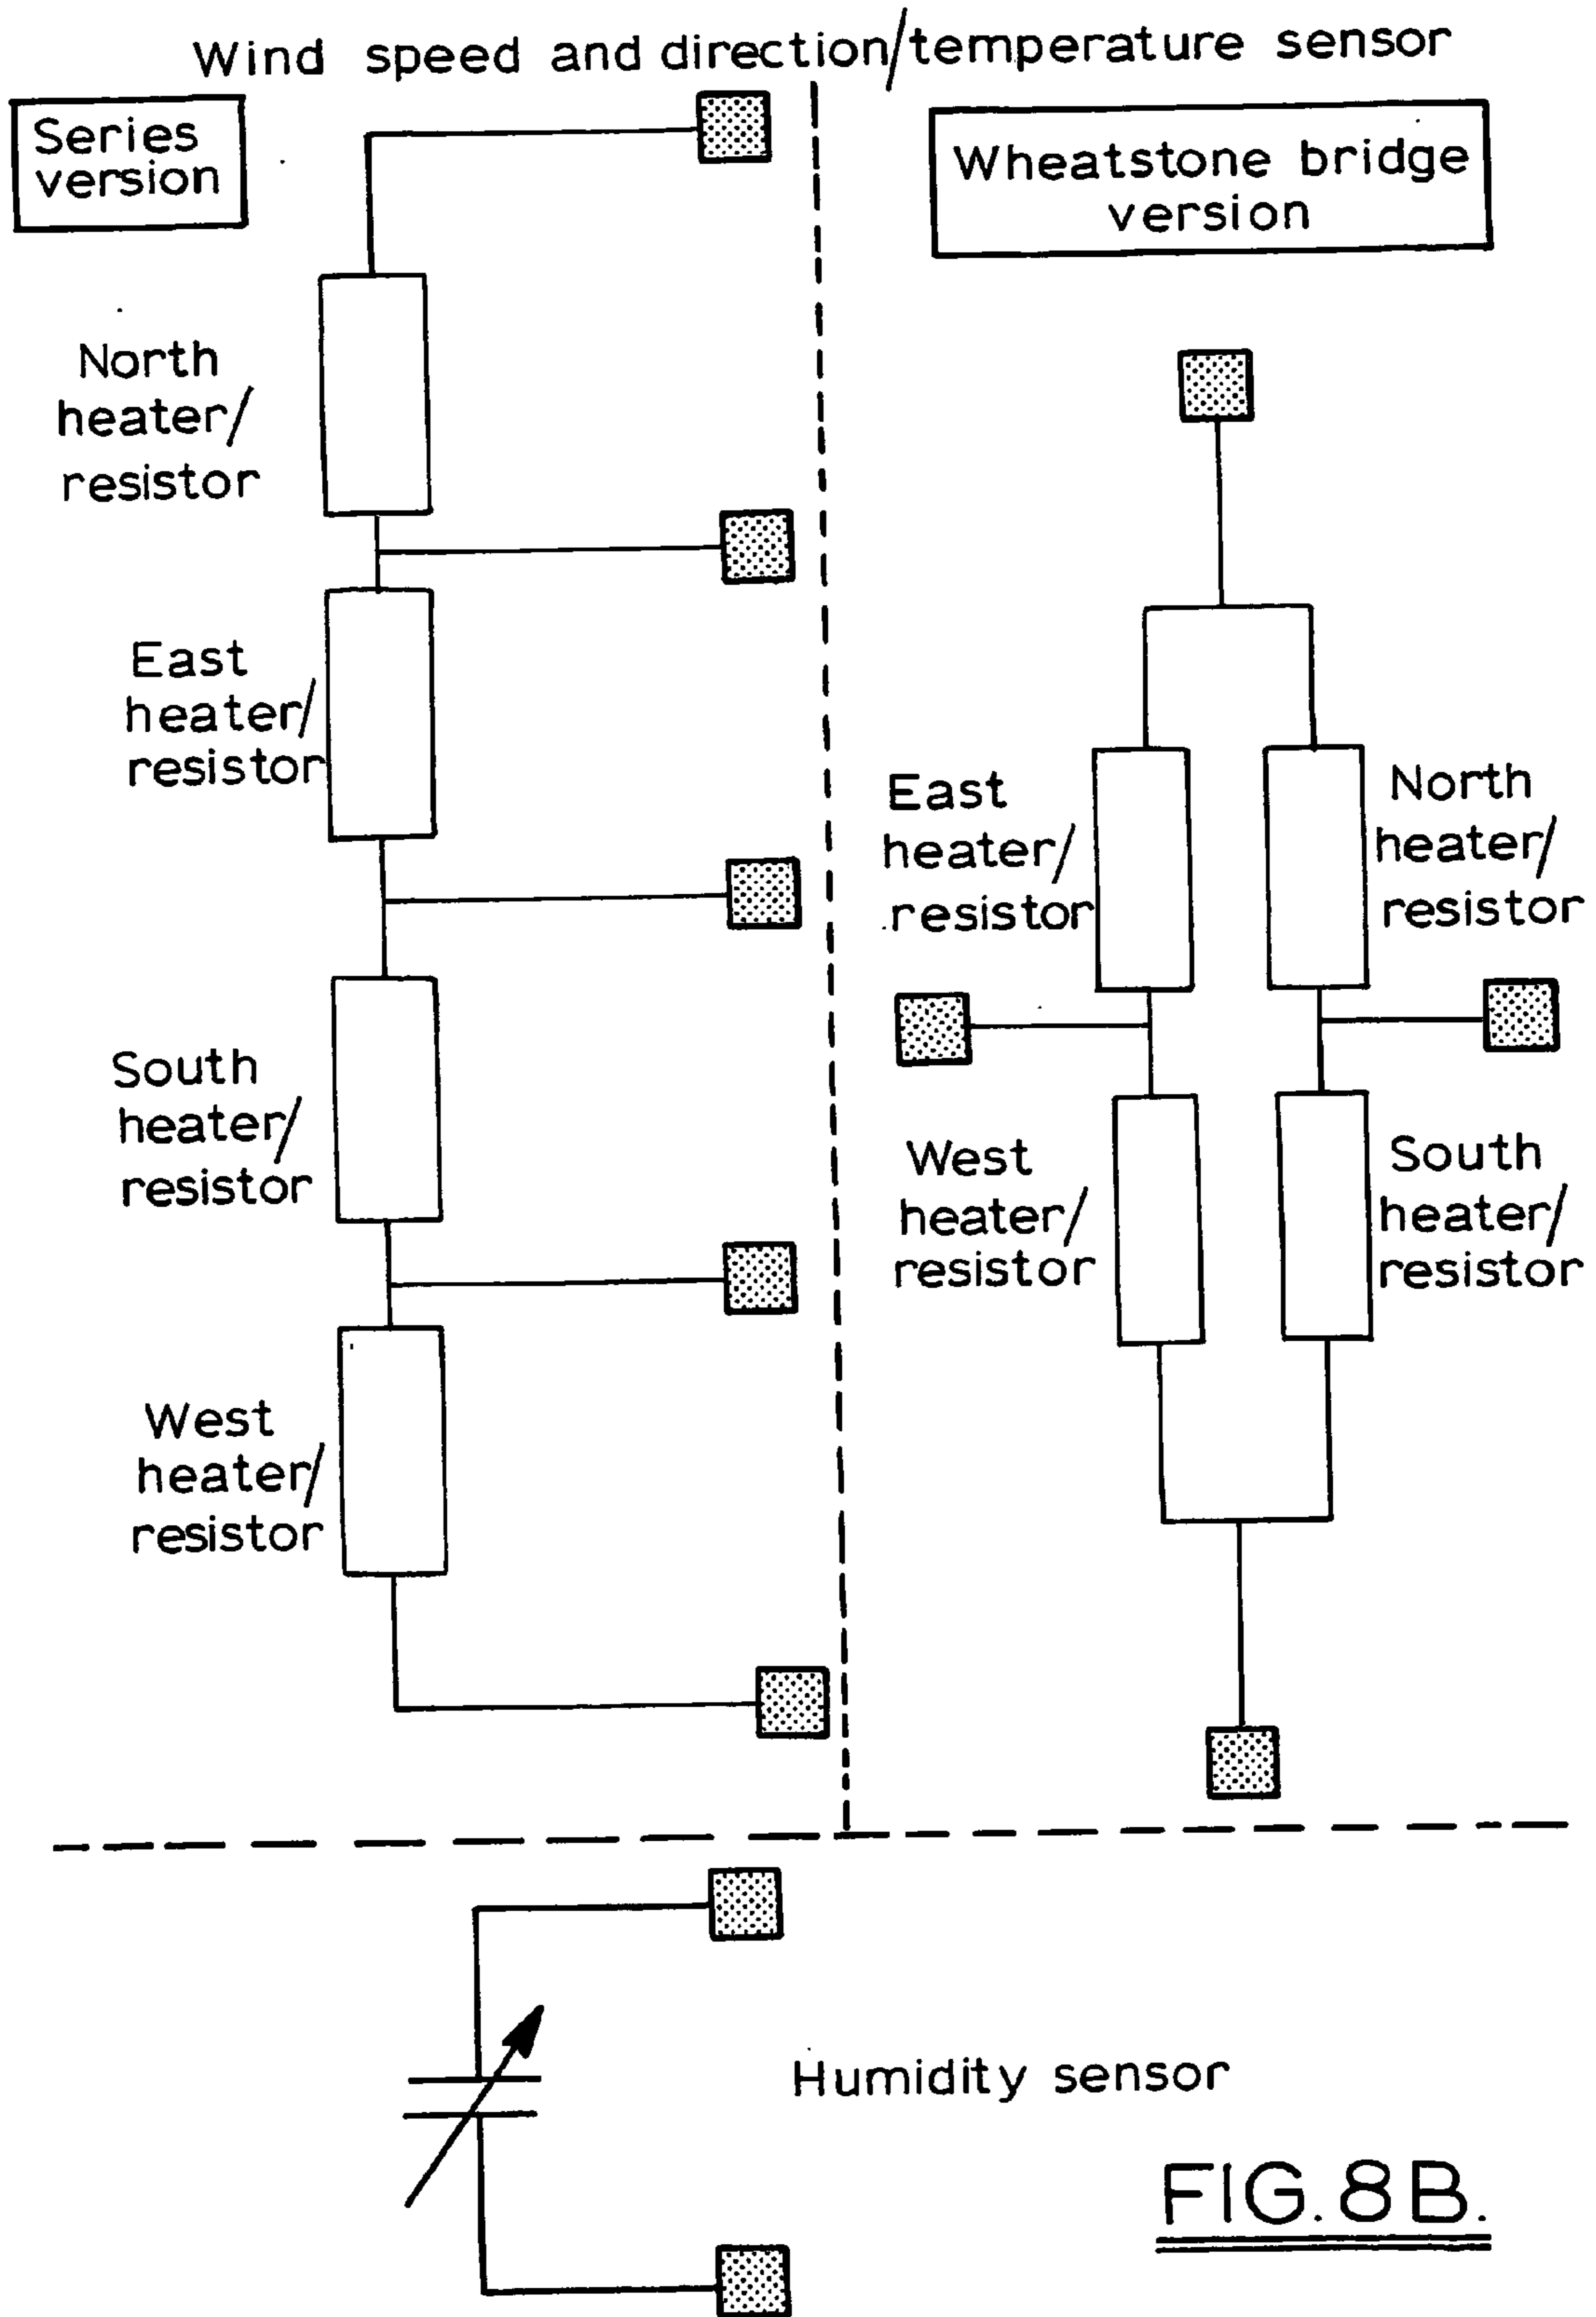 Wind speed and direction/temperature sensor
Series
version
North
heater/
resistor
East
heater/
resistor
South
heater/
resistor
West
heater/
resistor
Wheatstone bridge
version
East
heater/
resistor
North
heater/
resistor
West
heater/
resistor
South
heater/
resistor
Humidity sensor
FIG. 8B.